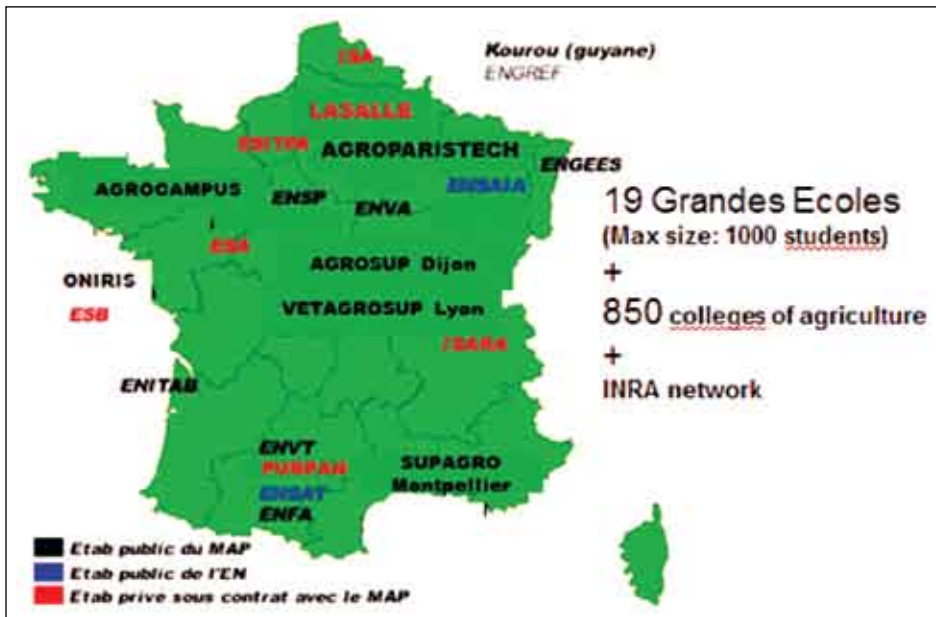 ISA
Kourou (guyane)
ENGREF
LASALLE
ESITPA
AGROPARISTECH
ENGEES
AGROCAMPUS
ENSP
ENVA
ENSAIA
19 Grandes Ecoles
(Max size: 1000 students)
+
850 colleges of agriculture
+
INRA network
ESA
AGROSUP Dijon
ONIRIS
ESB
VETAGROSUP Lyon
ISARA
ENITAB
ENVT
PURPAN
ENSAT
ENFA
SUPAGRO
Montpellier
Etab public du MAP
Etab public de l'EN
Etab prive sous contrat avec le MAP